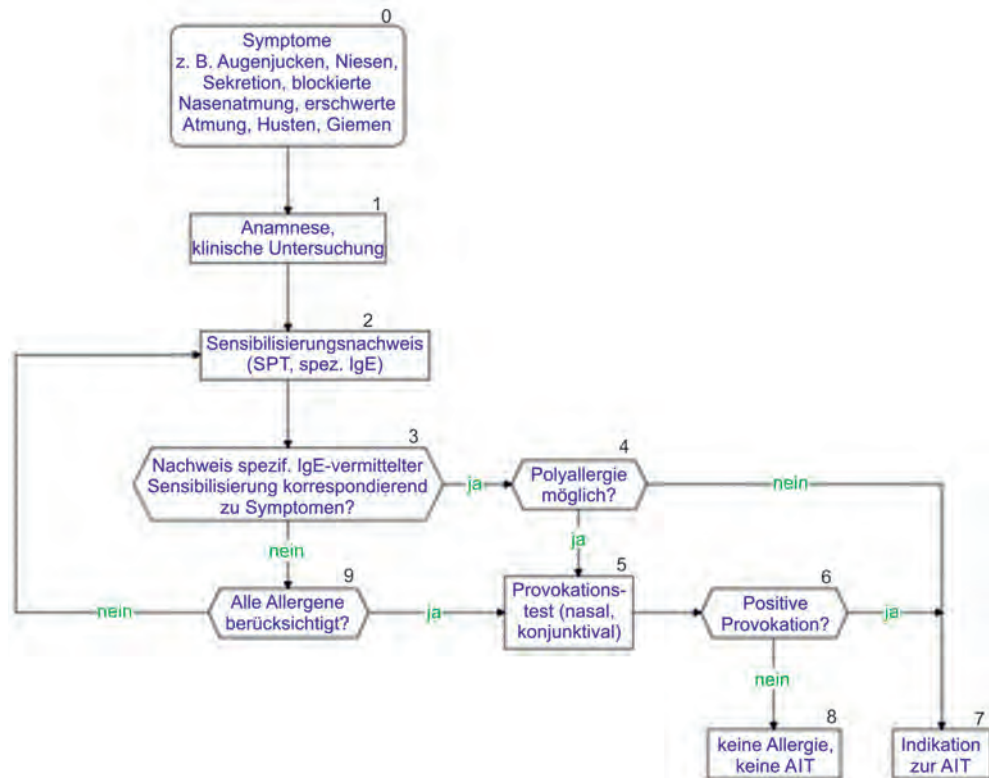 0
Symptome
z. B. Augenjucken, Niesen,
Sekretion, blockierte
Nasenatmung, erschwerte
Atmung, Husten, Giemen
1
Anamnese,
klinische Untersuchung
2
Sensibilisierungsnachweis
(SPT, spez. IgE)
3
Nachweis spezif. IgE-vermittelter
Sensibilisierung korrespondierend
zu Symptomen?
ja
4
Polyallergie
möglich?
nein
nein
ja
9
Alle Allergene
berücksichtigt?
nein
ja
5
Provokations-
test (nasal,
konjunktival)
6
Positive
Provokation?
ja
nein
8
keine Allergie,
keine AIT
7
Indikation
zur AIT